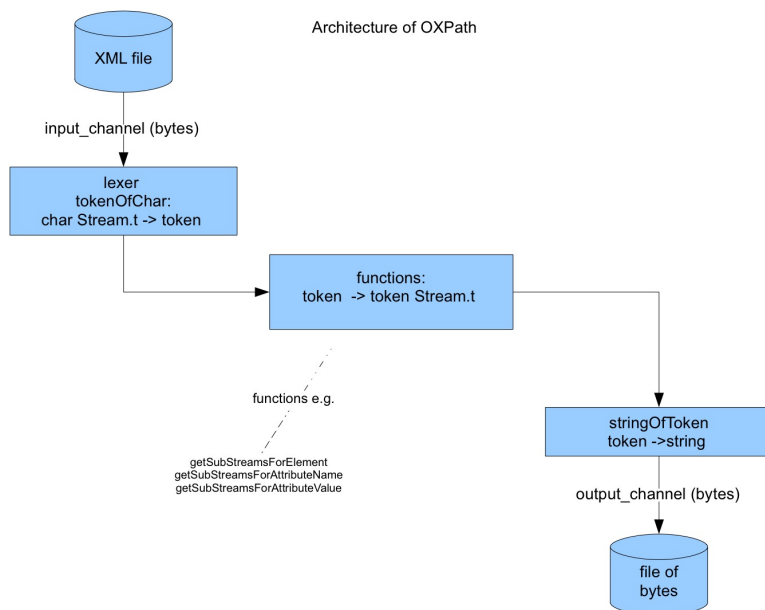 Architecture of OXPath
XML file
input_channel (bytes)
lexer
tokenOfChar:
char Stream.t -> token
functions:
token -> token Stream.t
functions e.g.
getSubStreamsForElement
getSubStreamsForAttributeName
getSubStreamsForAttributeValue
stringOfToken
token ->string
output_channel (bytes)
file of
bytes